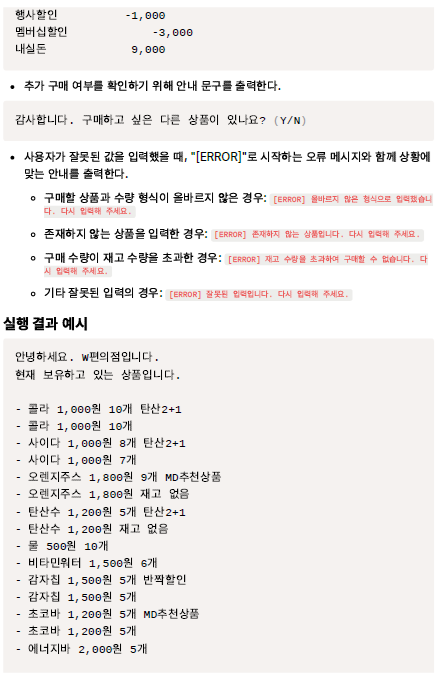 행사할인 -1,000
멤버십할인 -3,000
내실돈 9,000
• 추가 구매 여부를 확인하기 위해 안내 문구를 출력한다.
감사합니다. 구매하고 싶은 다른 상품이 있나요? (Y/N)
• 사용자가 잘못된 값을 입력했을 때, "[ERROR]"로 시작하는 오류 메시지와 함께 상황에
맞는 안내를 출력한다.
◦ 구매할 상품과 수량 형식이 올바르지 않은 경우: [ERROR] 올바르지 않은 형식으로 입력했습니
다. 다시 입력해 주세요.
◦ 존재하지 않는 상품을 입력한 경우: [ERROR] 존재하지 않는 상품입니다. 다시 입력해 주세요.
◦ 구매 수량이 재고 수량을 초과한 경우: [ERROR] 재고 수량을 초과하여 구매할 수 없습니다. 다
시 입력해 주세요.
◦ 기타 잘못된 입력의 경우: [ERROR] 잘못된 입력입니다. 다시 입력해 주세요.
실행 결과 예시
안녕하세요. W편의점입니다.
현재 보유하고 있는 상품입니다.
- 콜라 1,000원 10개 탄산2+1
- 콜라 1,000원 10개
- 사이다 1,000원 8개 탄산2+1
- 사이다 1,000원 7개
- 오렌지주스 1,800원 9개 MD추천상품
- 오렌지주스 1,800원 재고 없음
- 탄산수 1,200원 5개 탄산2+1
- 탄산수 1,200원 재고 없음
- 물 500원 10개
- 비타민워터 1,500원 6개
- 감자칩 1,500원 5개 반짝할인
- 감자칩 1,500원 5개
- 초코바 1,200원 5개 MD추천상품
- 초코바 1,200원 5개
- 에너지바 2,000원 5개